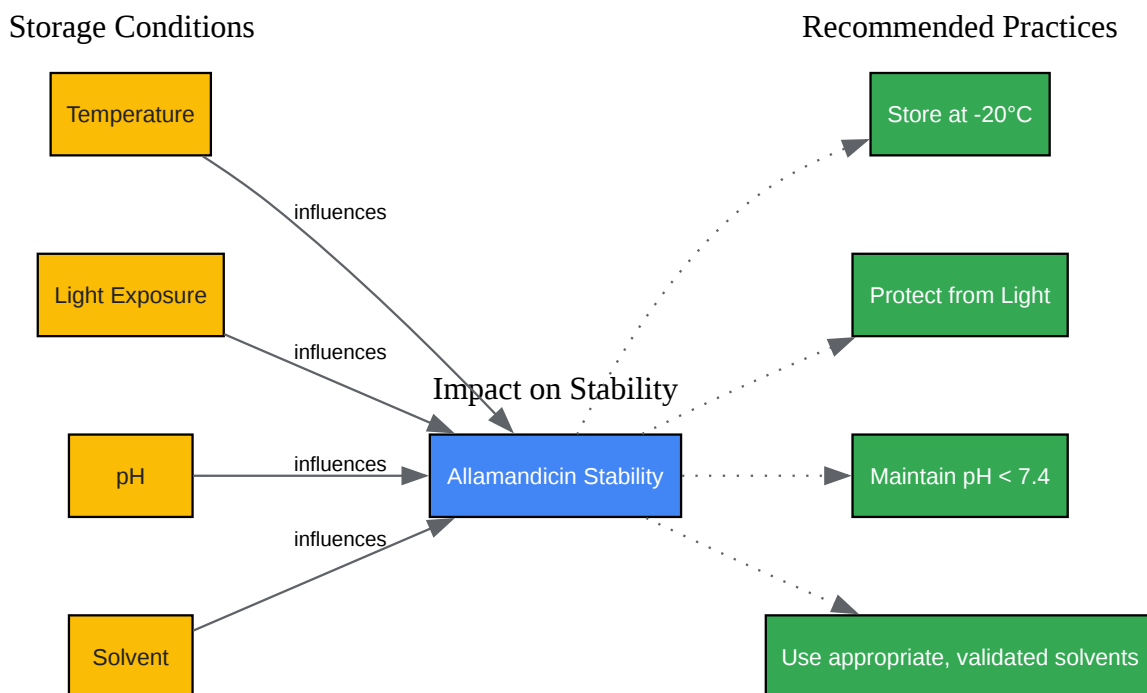 Storage Conditions
Recommended Practices
Temperature
Store at -20°C
influences
Light Exposure
Protect from Light
influences
Impact on Stability
pH
influences
Allamandicin Stability
Maintain pH < 7.4
influences
Solvent
Use appropriate, validated solvents